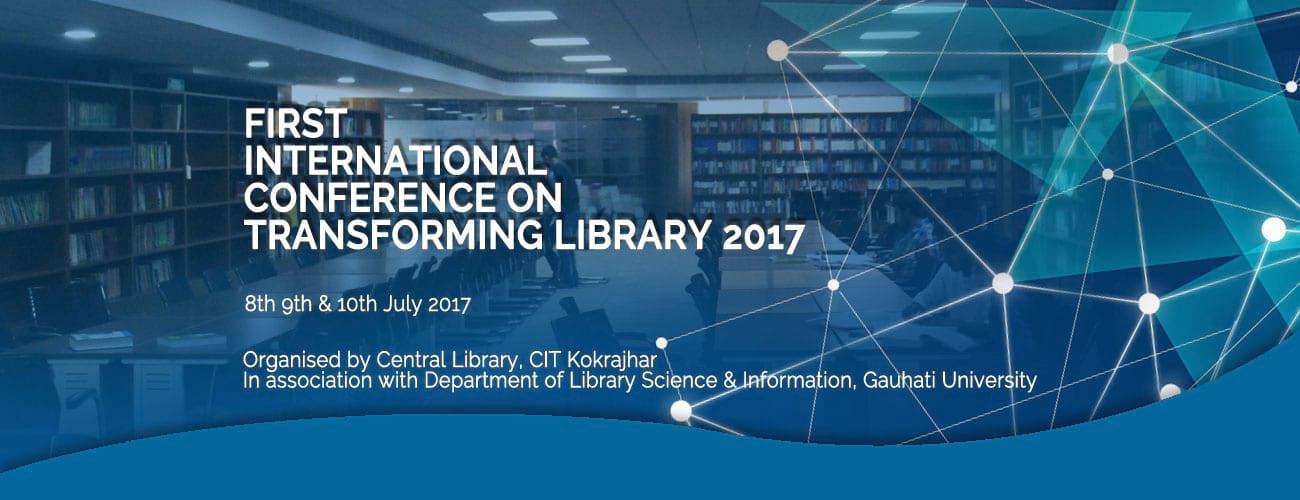 FIRST
INTERNATIONAL
CONFERENCE ON
TRANSFORMING LIBRARY 2017
8th 9th & 10th July 2017
Organised by Central Library, CIT Kokrajhar
In association with Department of Library Science & Information, Gauhati University